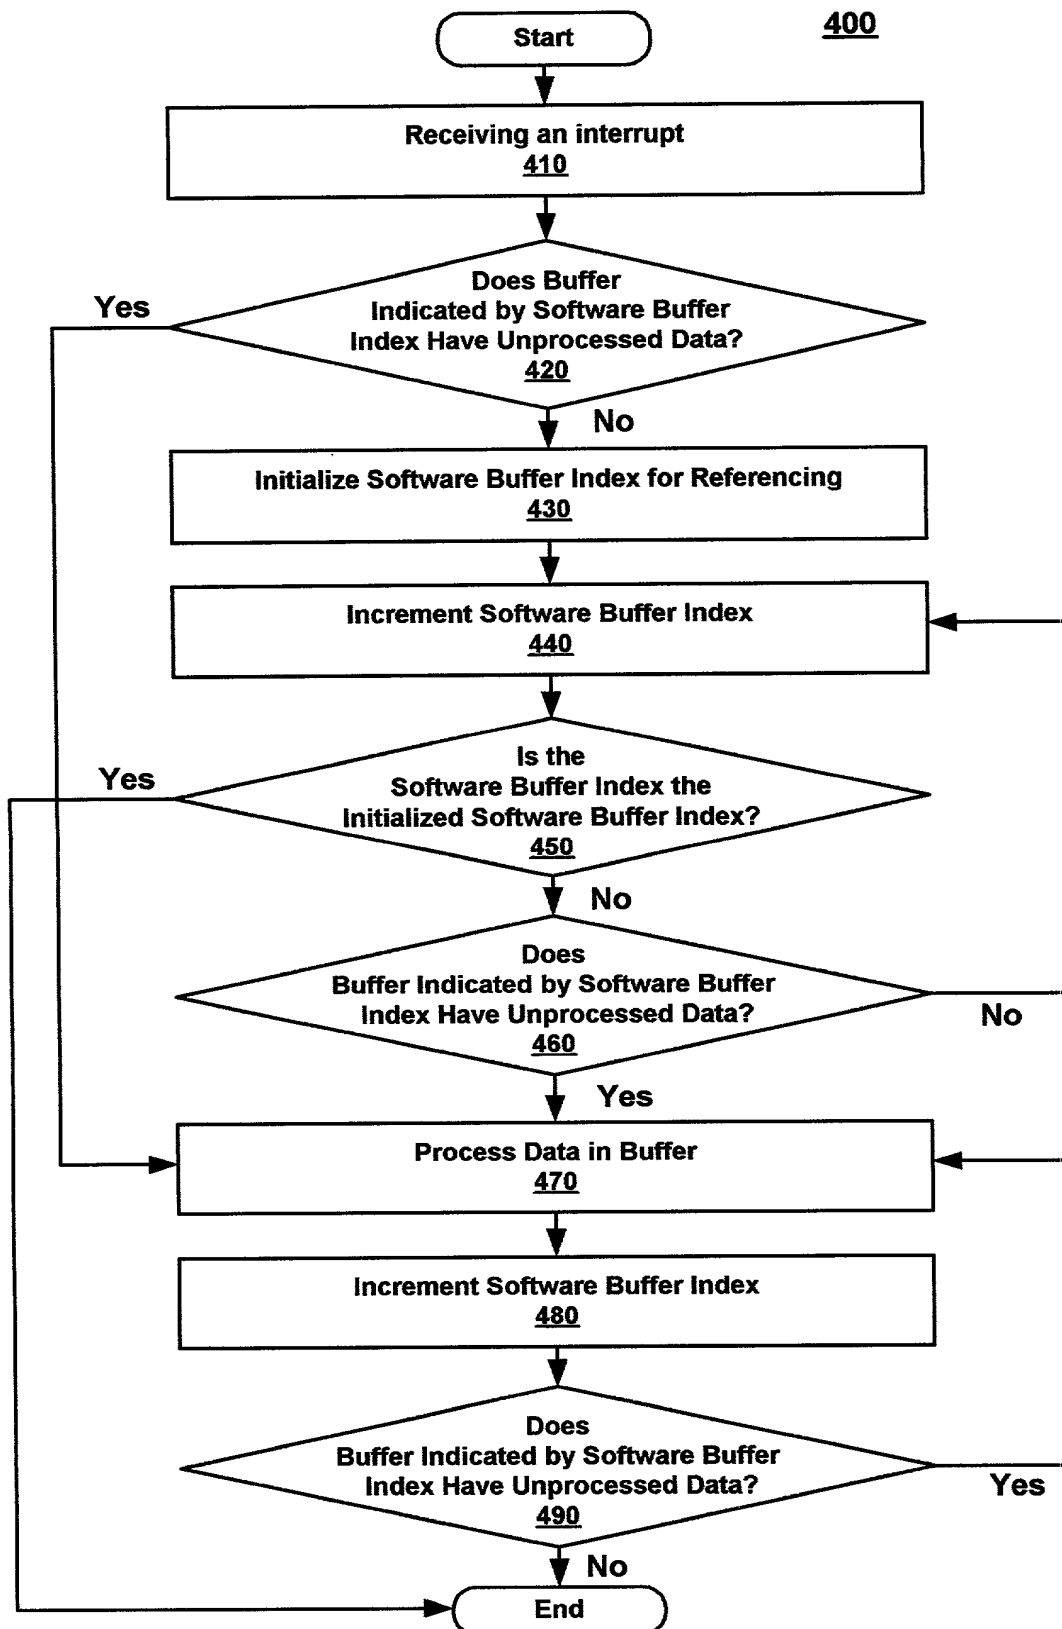 400
Start
Receiving an interrupt
410
Does Buffer
Indicated by Software Buffer
Index Have Unprocessed Data?
420
Yes
No
Initialize Software Buffer Index for Referencing
430
Increment Software Buffer Index
440
Is the
Software Buffer Index the
Initialized Software Buffer Index?
450
Yes
No
Does
Buffer Indicated by Software Buffer
Index Have Unprocessed Data?
460
No
Yes
Process Data in Buffer
470
Increment Software Buffer Index
480
Does
Buffer Indicated by Software Buffer
Index Have Unprocessed Data?
490
Yes
No
End